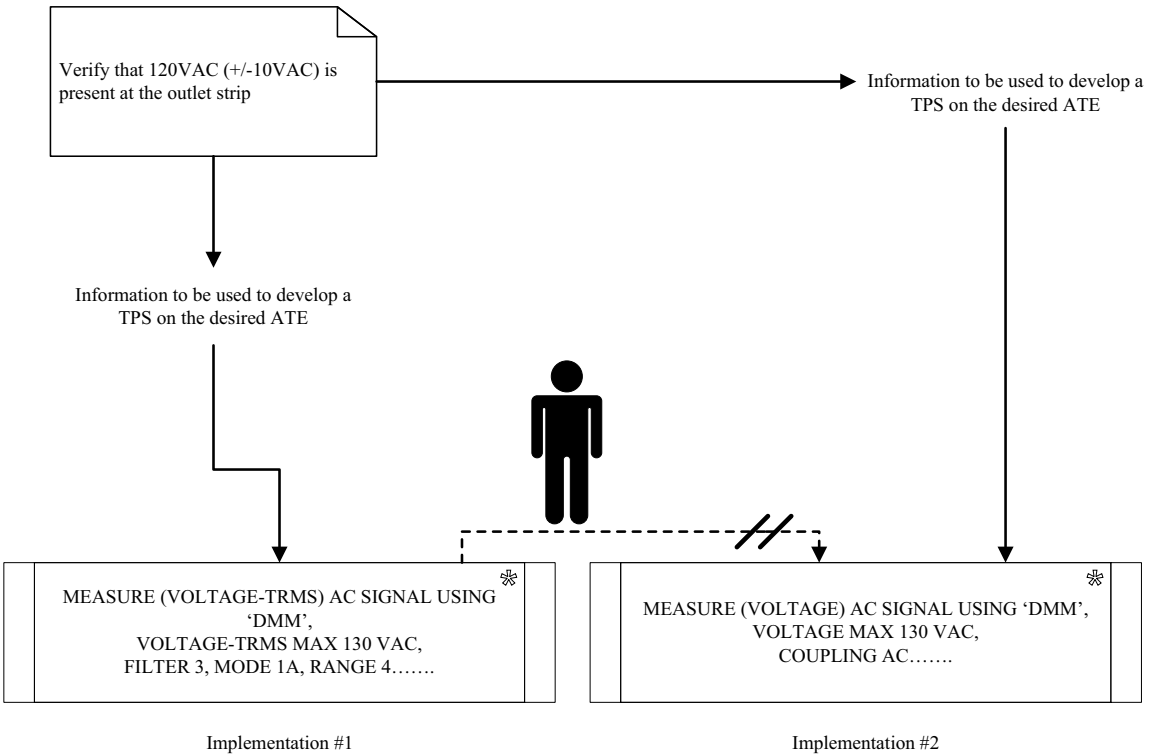 Verify that 120VAC (+/-10VAC) is
present at the outlet strip
Information to be used to develop a
TPS on the desired ATE
Information to be used to develop a
TPS on the desired ATE
MEASURE (VOLTAGE-TRMS) AC SIGNAL USING
‘DMM’,
VOLTAGE-TRMS MAX 130 VAC,
FILTER 3, MODE 1A, RANGE 4…….
MEASURE (VOLTAGE) AC SIGNAL USING ‘DMM’,
VOLTAGE MAX 130 VAC,
COUPLING AC…….
Implementation #1
Implementation #2